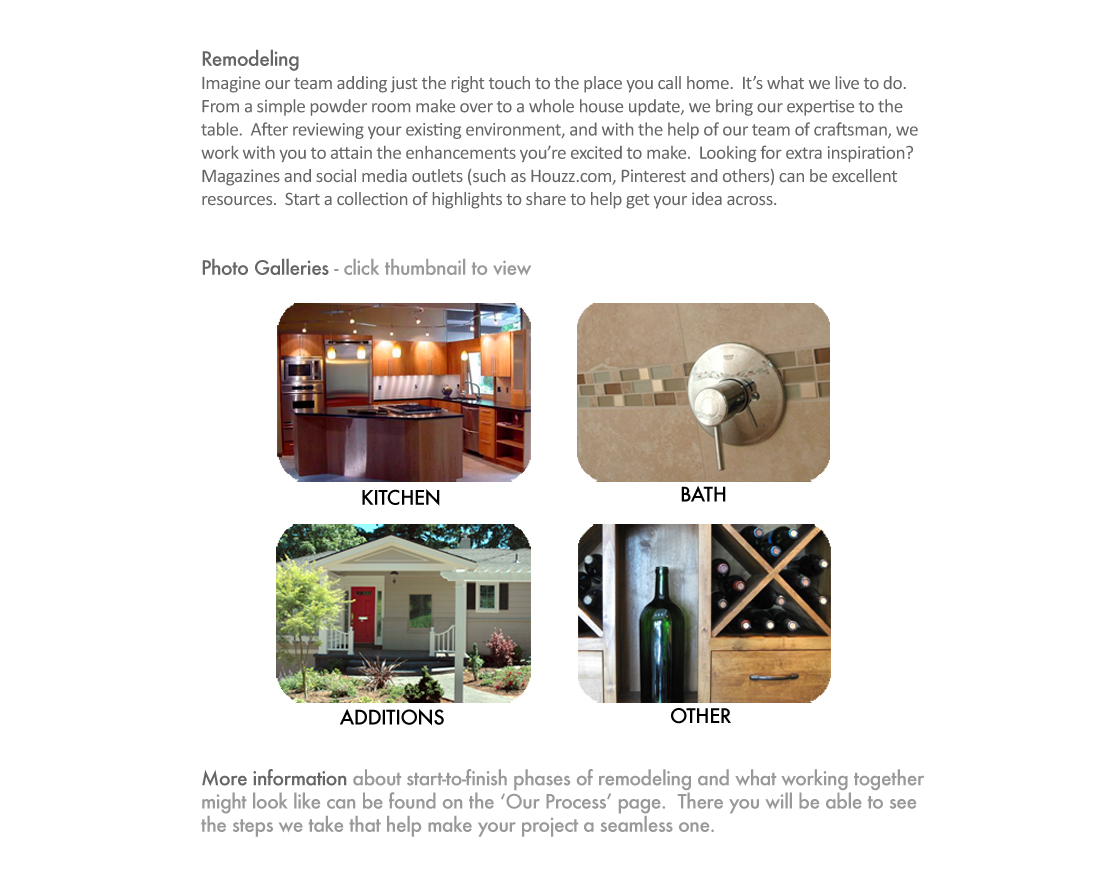 Remodeling
Imagine our team adding just the right touch to the place you call home.  It’s what we live to do.
From a simple powder room make over to a whole house update, we bring our expertise to the
table.  After reviewing your existing environment, and with the help of our team of craftsman, we
work with you to attain the enhancements you’re excited to make.  Looking for extra inspiration?
Magazines and social media outlets (such as Houzz.com, Pinterest and others) can be excellent
resources.  Start a collection of highlights to share to help get your idea across.
Photo Galleries - click thumbnail to view
KITCHEN
BATH
ADDITIONS
OTHER
More information about start-to-finish phases of remodeling and what working together
might look like can be found on the ‘Our Process’ page.  There you will be able to see
the steps we take that help make your project a seamless one.